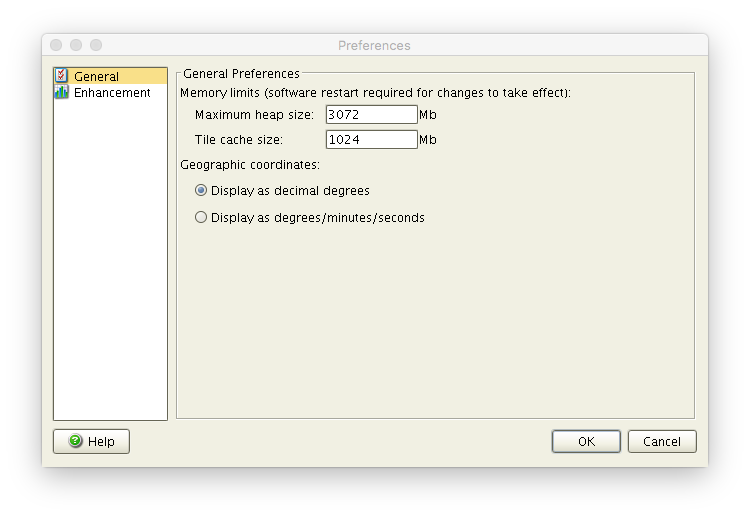 Preferences
General
Enhancement
General Preferences
Memory limits (software restart required for changes to take effect):
Maximum heap size: 3072 Mb
Tile cache size: 1024 Mb
Geographic coordinates:
Display as decimal degrees
Display as degrees/minutes/seconds
Help
OK
Cancel